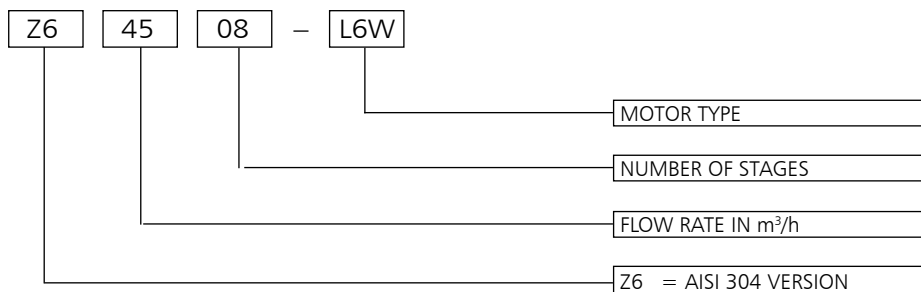 Z6 45 08 – L6W
MOTOR TYPE
NUMBER OF STAGES
FLOW RATE IN m³/h
Z6 = AISI 304 VERSION